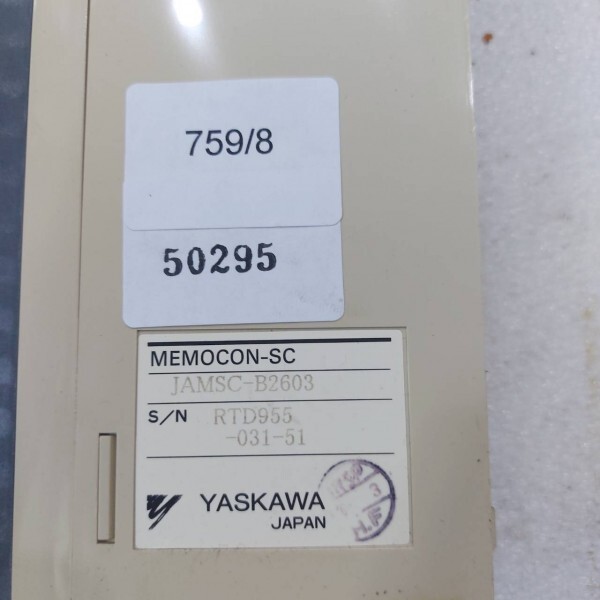 759/8
50295
MEMOCON-SC
JAMSC-B2603
S/N RTD955
-031-51
YASKAWA
JAPAN